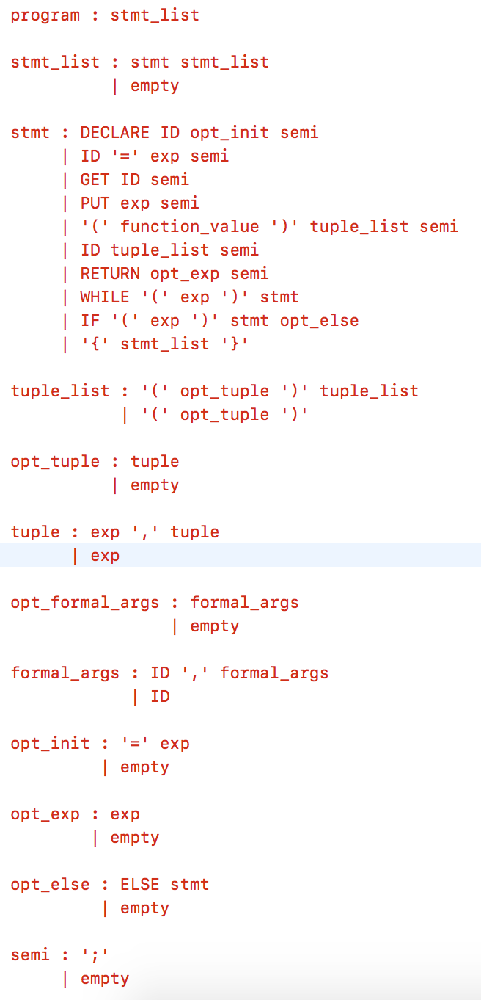 program : stmt_list
stmt_list : stmt stmt_list
| empty
stmt : DECLARE ID opt_init semi
| ID '=' exp semi
| GET ID semi
| PUT exp semi
| '(' function_value ')' tuple_list semi
| ID tuple_list semi
| RETURN opt_exp semi
| WHILE '(' exp ')' stmt
| IF '(' exp ')' stmt opt_else
| '{' stmt_list '}'
tuple_list : '(' opt_tuple ')' tuple_list
| '(' opt_tuple ')'
opt_tuple : tuple
| empty
tuple : exp ',' tuple
| exp
opt_formal_args : formal_args
| empty
formal_args : ID ',' formal_args
| ID
opt_init : '=' exp
| empty
opt_exp : exp
| empty
opt_else : ELSE stmt
| empty
semi : ';'
| empty